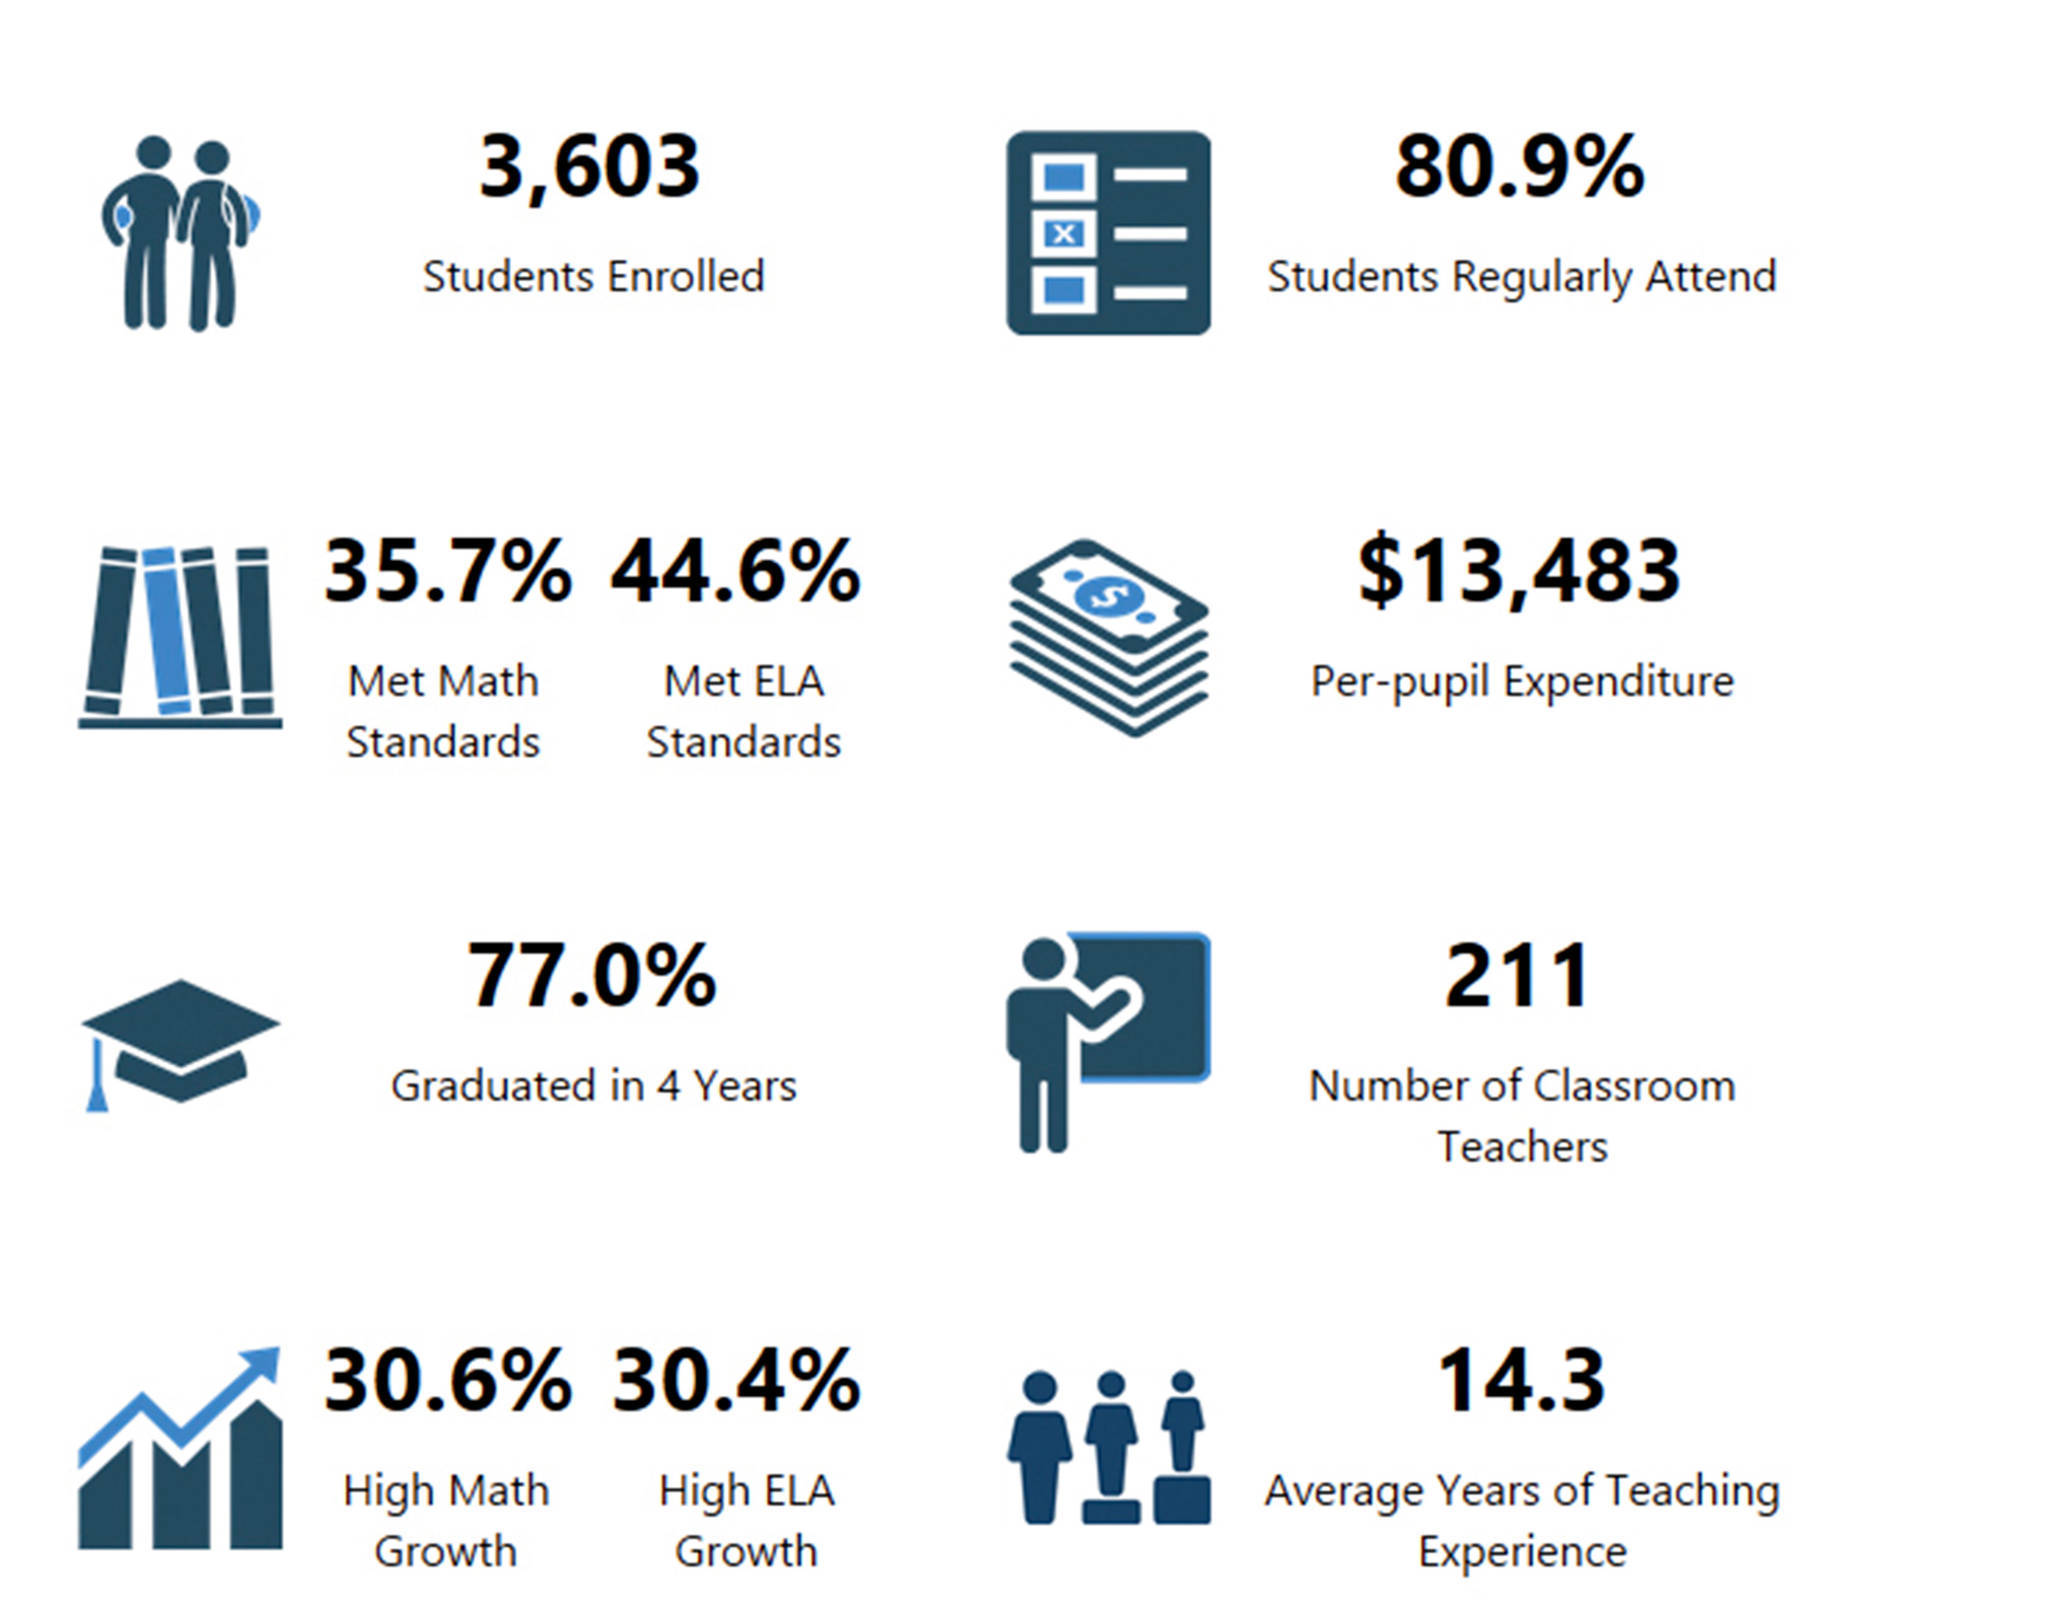 3,603
Students Enrolled
80.9%
Students Regularly Attend
35.7% 44.6%
Met Math Met ELA
Standards Standards
$13,483
Per-pupil Expenditure
77.0%
Graduated in 4 Years
211
Number of Classroom
Teachers
30.6% 30.4%
High Math High ELA
Growth Growth
14.3
Average Years of Teaching
Experience